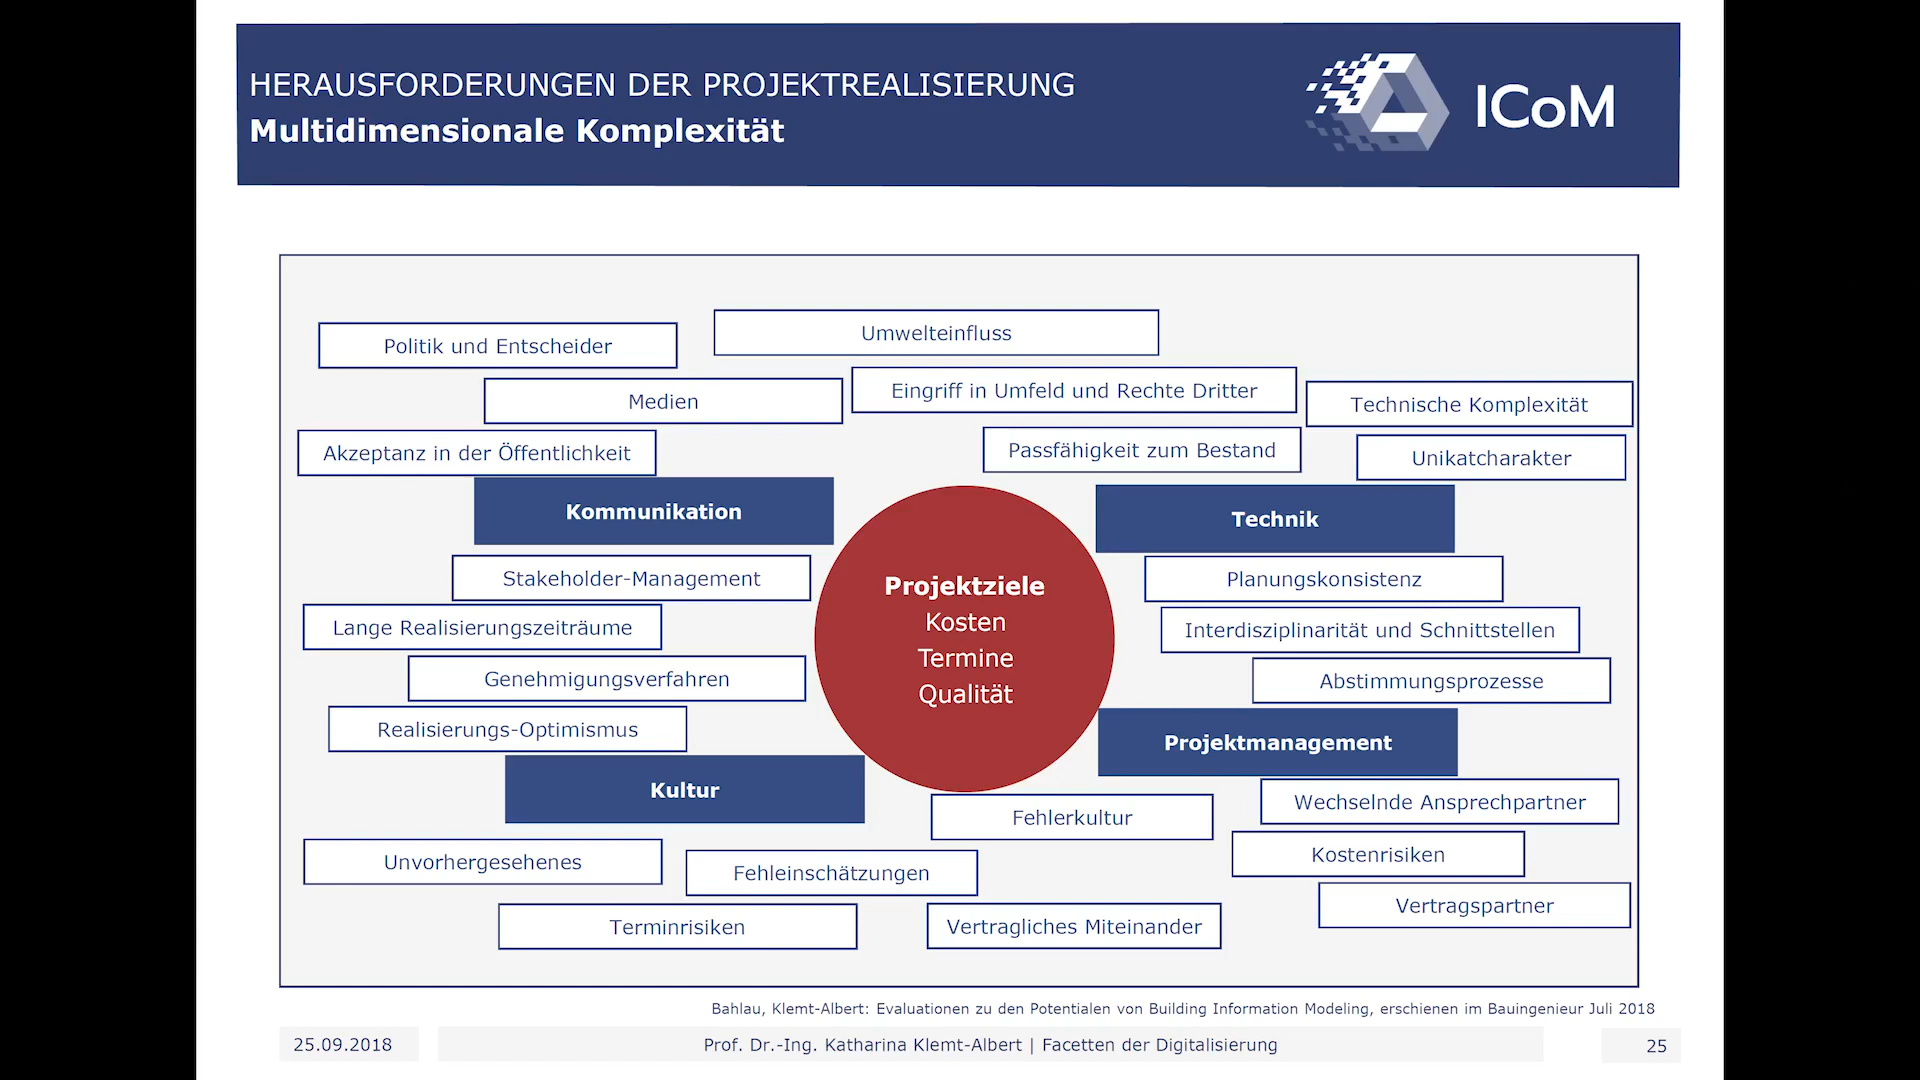 HERAUSFORDERUNGEN DER PROJEKTREALISIERUNG
Multidimensionale Komplexität
ICoM
Umwelteinfluss
Politik und Entscheider
Eingriff in Umfeld und Rechte Dritter
Medien
Technische Komplexität
Akzeptanz in der Öffentlichkeit
Passfähigkeit zum Bestand
Unikatcharakter
Kommunikation
Technik
Stakeholder-Management
Planungskonsistenz
Projektziele
Kosten
Termine
Qualität
Lange Realisierungszeiträume
Interdisziplinarität und Schnittstellen
Genehmigungsverfahren
Abstimmungsprozesse
Realisierungs-Optimismus
Projektmanagement
Kultur
Wechselnde Ansprechpartner
Fehlerkultur
Kostenrisiken
Unvorhergesehenes
Fehleinschätzungen
Vertragspartner
Terminrisiken
Vertragliches Miteinander
Bahlau, Klemt-Albert: Evaluationen zu den Potentialen von Building Information Modeling, erschienen im Bauingenieur Juli 2018
25.09.2018
Prof. Dr.-Ing. Katharina Klemt-Albert | Facetten der Digitalisierung
25